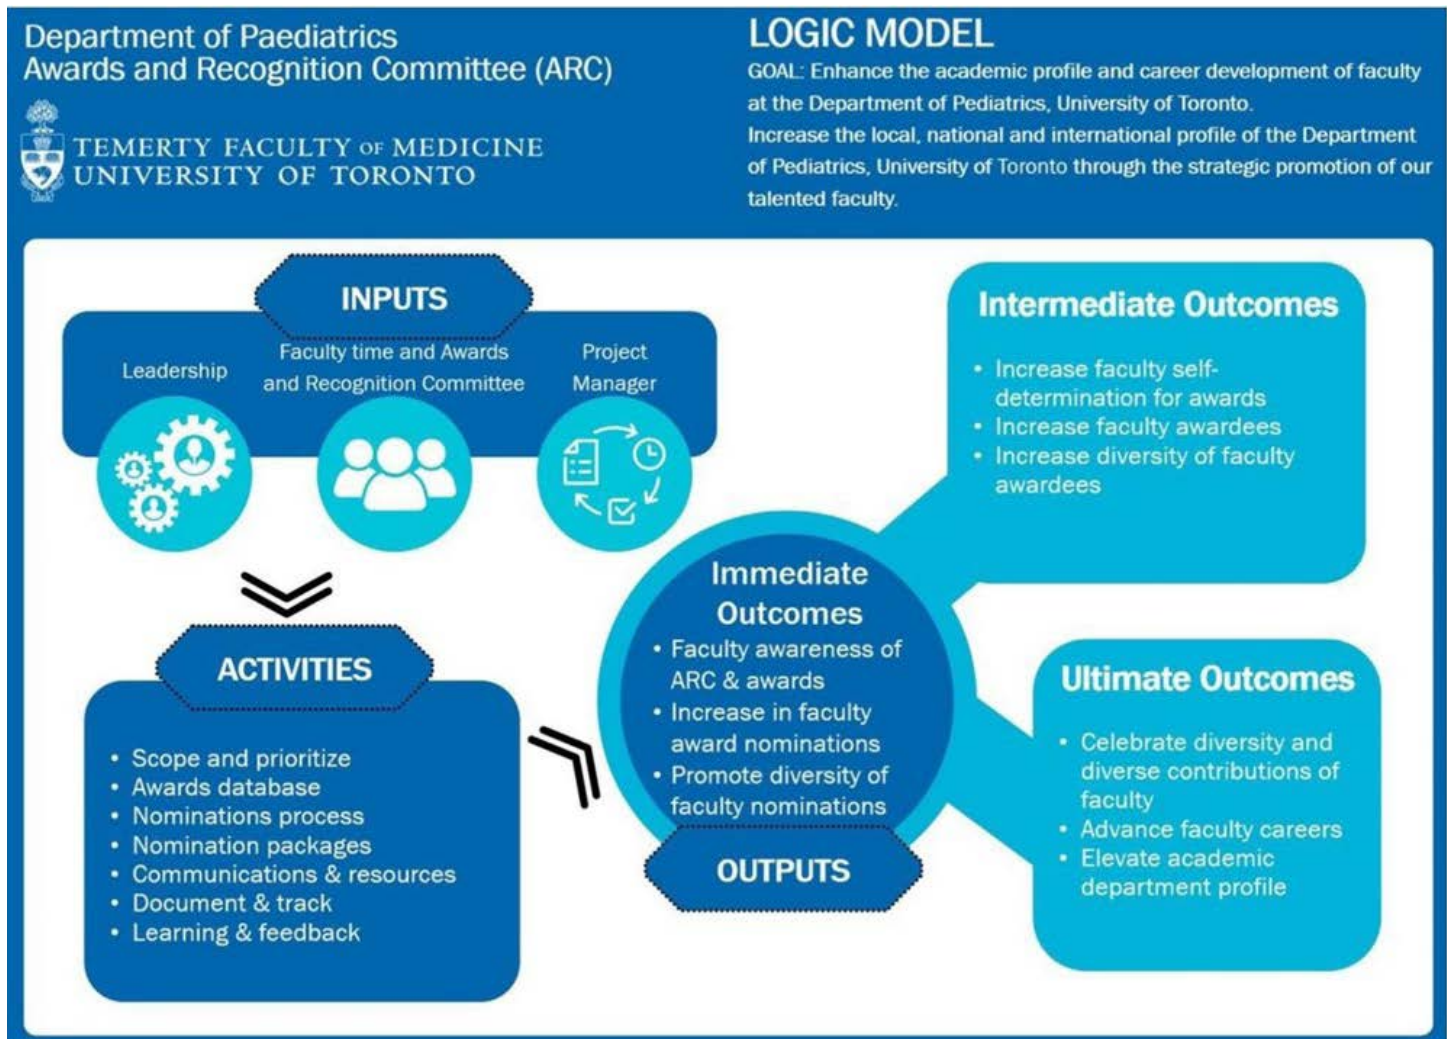 Department of Paediatrics
Awards and Recognition Committee (ARC)
TEMERTY FACULTY OF MEDICINE
UNIVERSITY OF TORONTO
LOGIC MODEL
GOAL: Enhance the academic profile and career development of faculty
at the Department of Pediatrics, University of Toronto.
Increase the local, national and international profile of the Department
of Pediatrics, University of Toronto through the strategic promotion of our
talented faculty.
INPUTS
Leadership
Faculty time and Awards
and Recognition Committee
Project
Manager
ACTIVITIES
• Scope and prioritize
• Awards database
• Nominations process
• Nomination packages
• Communications & resources
• Document & track
• Learning & feedback
Immediate
Outcomes
• Faculty awareness of
ARC & awards
• Increase in faculty
award nominations
• Promote diversity of
faculty nominations
OUTPUTS
Intermediate Outcomes
• Increase faculty self-
determination for awards
• Increase faculty awardees
• Increase diversity of faculty
awardees
Ultimate Outcomes
• Celebrate diversity and
diverse contributions of
faculty
• Advance faculty careers
• Elevate academic
department profile